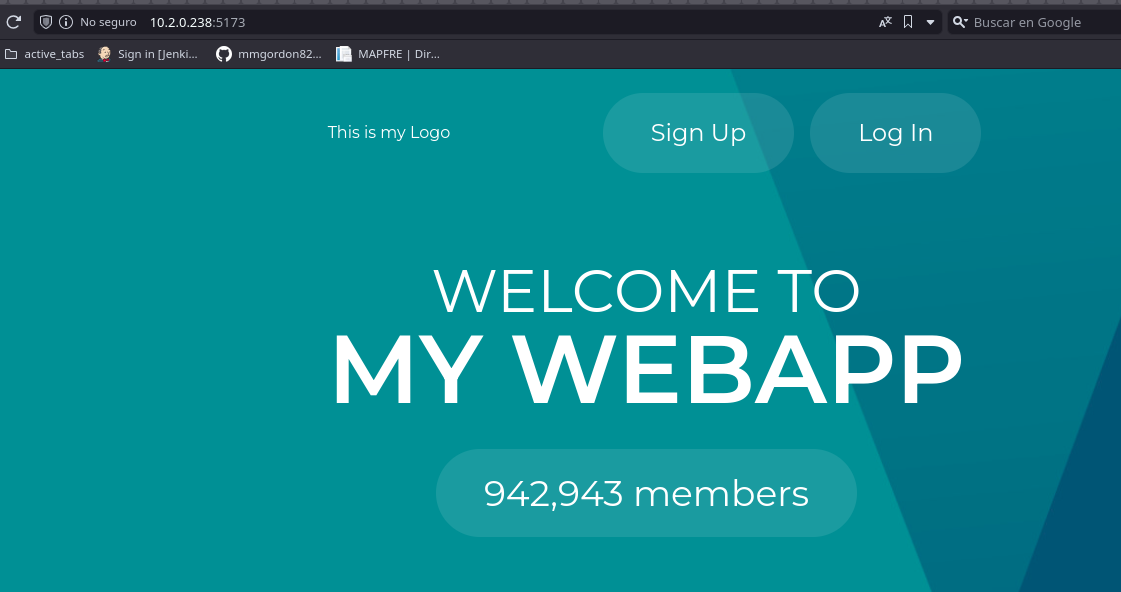 No seguro 10.2.0.238:5173 Buscar en Google
active_tabs Sign in [Jenki... mmgordon82... MAPFRE | Dir...
This is my Logo Sign Up Log In
WELCOME TO
MY WEBAPP
942,943 members